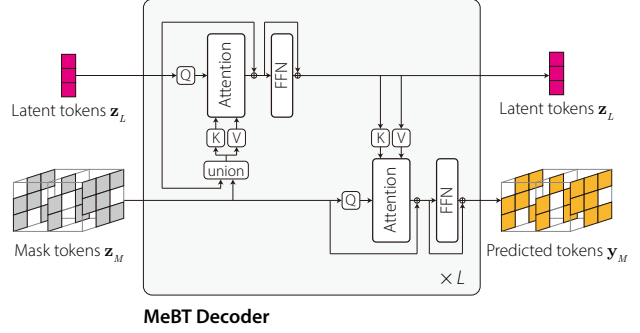 Q
Attention
FFN
Latent tokens z_L
Latent tokens z_L
K
V
K
V
union
Q
Attention
FFN
Mask tokens z_M
Predicted tokens y_M
× L
MeBT Decoder